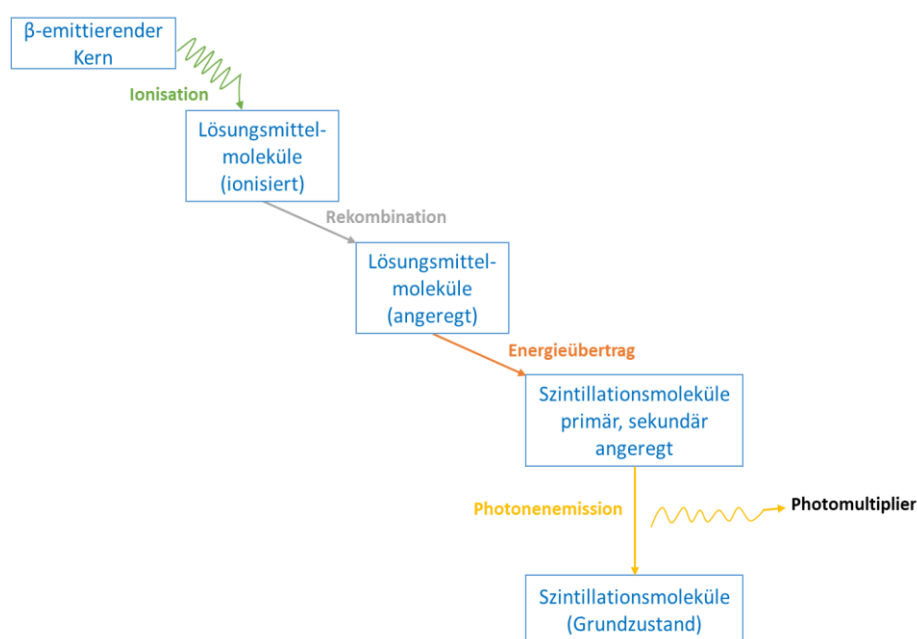 β-emittierender
Kern
Ionisation
Lösungsmittel-
moleküle
(ionisiert)
Rekombination
Lösungsmittel-
moleküle
(angeregt)
Energieübertrag
Szintillationsmoleküle
primär, sekundär
angeregt
Photonenemission
Photomultiplier
Szintillationsmoleküle
(Grundzustand)